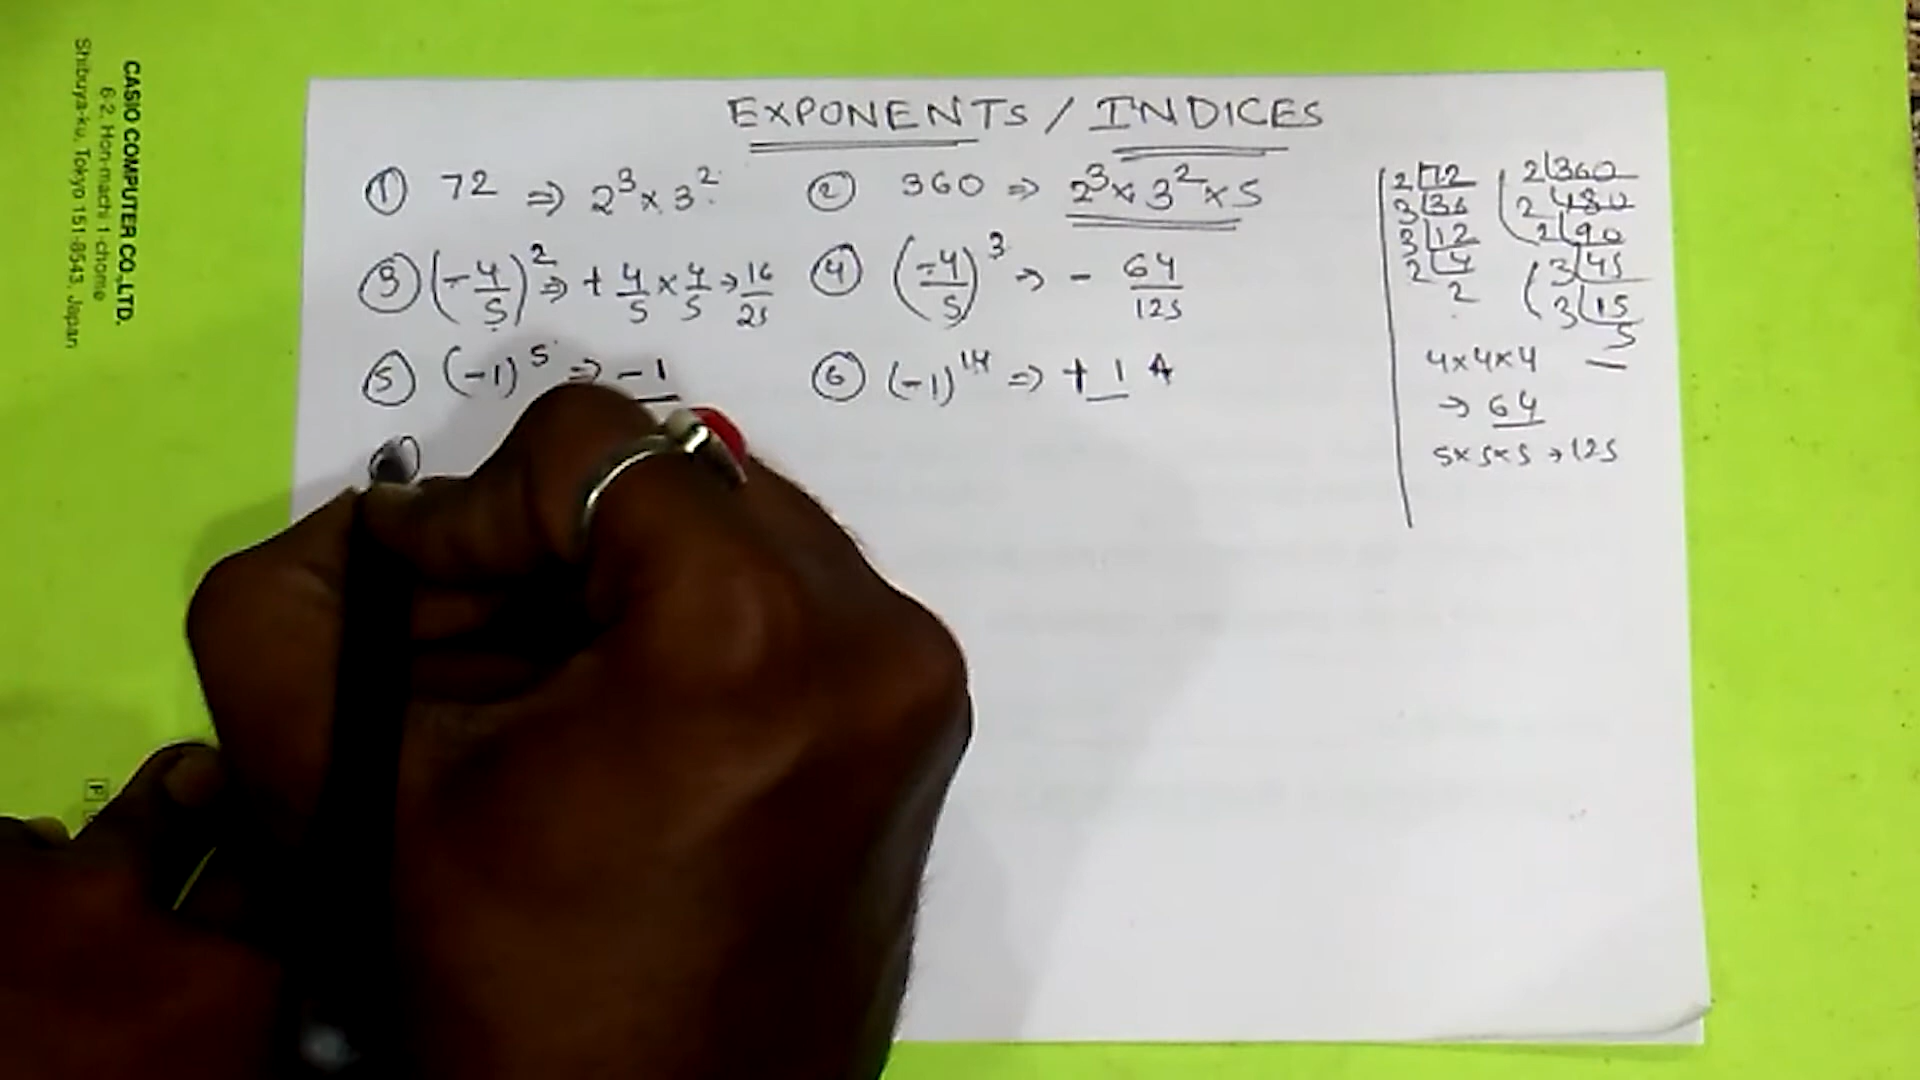 EXPONENTS / INDICES
① 72 ⇒ 2³ × 3²
② 360 ⇒ 2³ × 3² × 5
③ (-4/5)² ⇒ + 4/5 × 4/5 → 16/25
④ (-4/5)³ → - 64/125
⑤ (-1)⁵ ⇒ -1
⑥ (-1)¹⁴ ⇒ +1
2|72
3|36
3|12
2|4
2
2|360
2|180
2|90
3|45
3|15
5
4×4×4
→ 64
5×5×5 → 125
CASIO COMPUTER CO.,LTD.
6-2, Hon-machi 1-chome
Shibuya-ku, Tokyo 151-8543, Japan